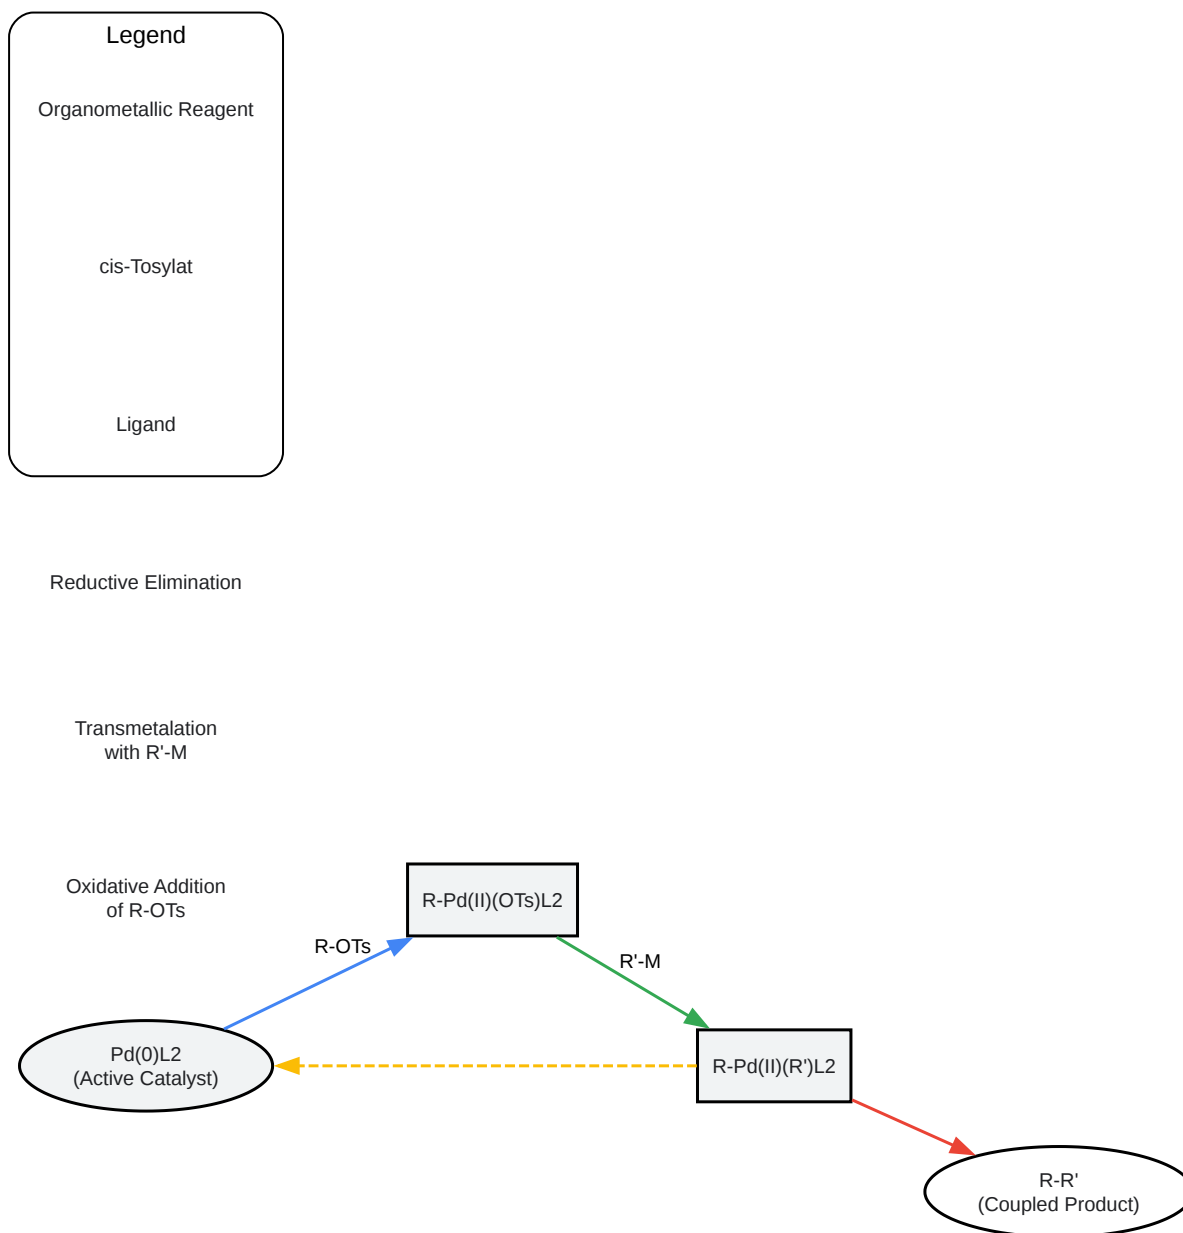 Legend
Organometallic Reagent
cis-Tosylat
Ligand
Reductive Elimination
Transmetalation
with R'-M
Oxidative Addition
of R-OTs
R-Pd(II)(OTs)L2
R-OTs
R'-M
Pd(0)L2
(Active Catalyst)
R-Pd(II)(R')L2
R-R'
(Coupled Product)